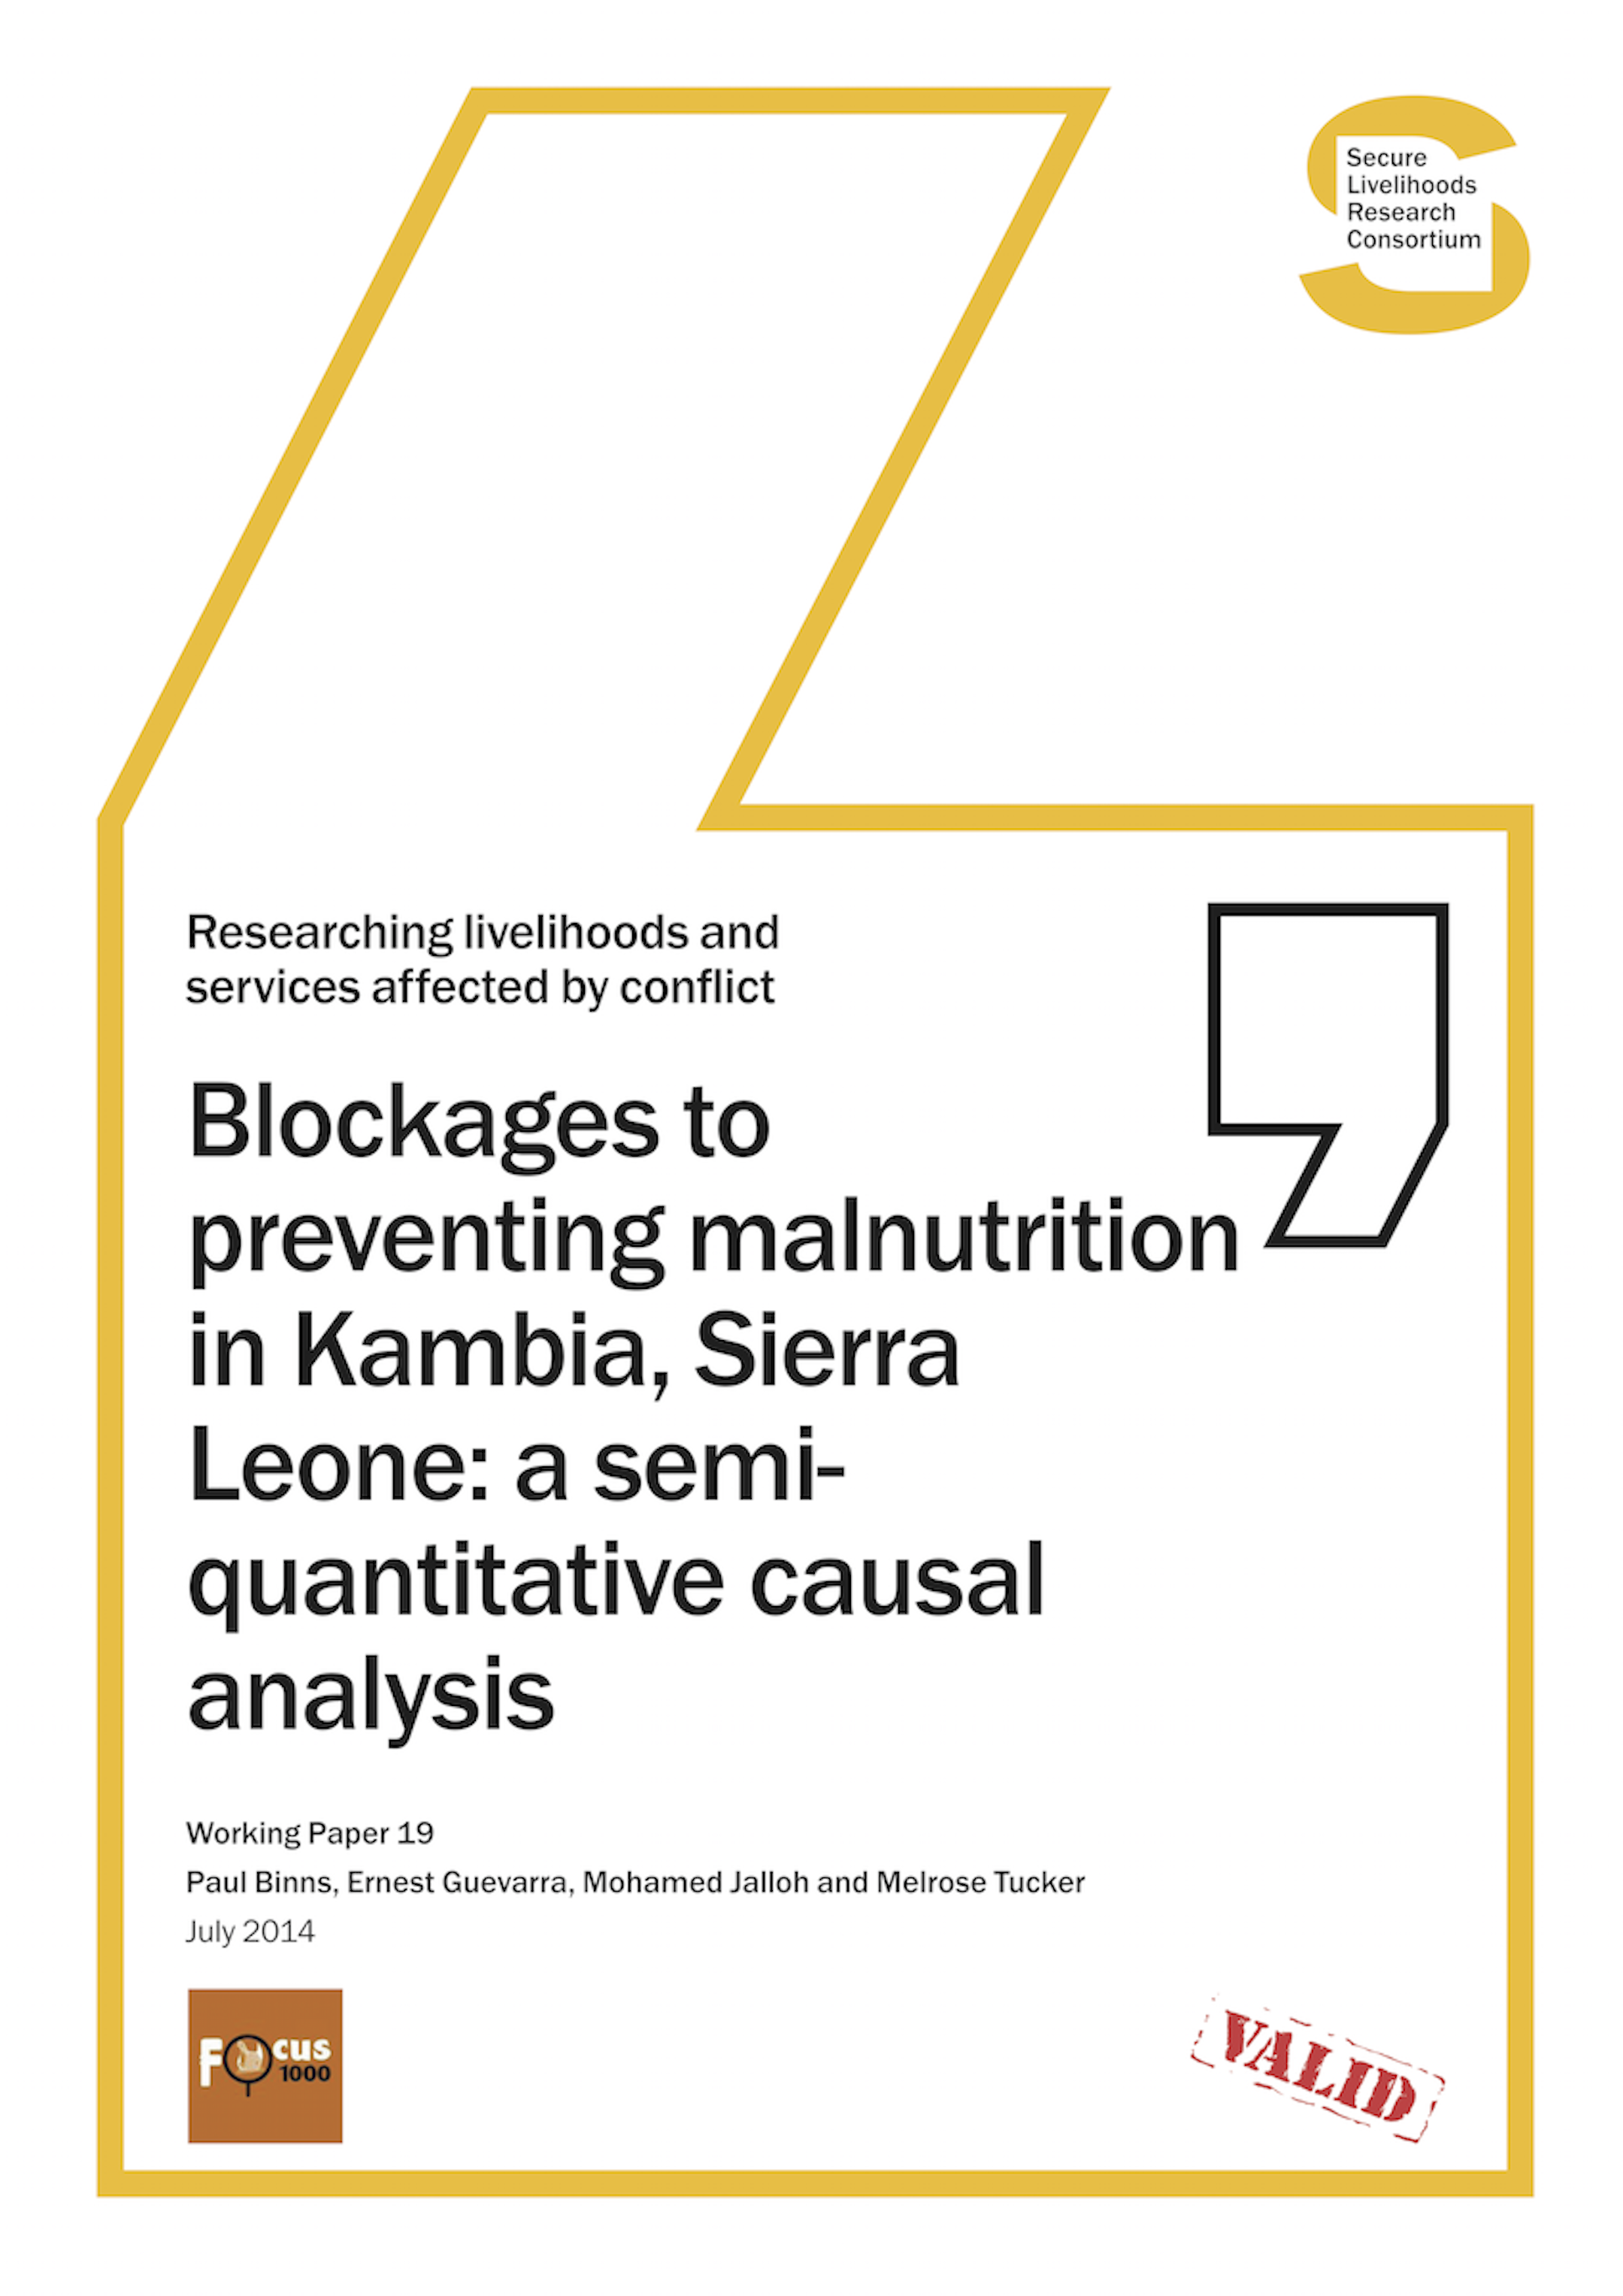 Secure
Livelihoods
Research
Consortium
Researching livelihoods and
services affected by conflict
Blockages to
preventing malnutrition
in Kambia, Sierra
Leone: a semi-
quantitative causal
analysis
Working Paper 19
Paul Binns, Ernest Guevarra, Mohamed Jalloh and Melrose Tucker
July 2014
Focus
1000
VALID